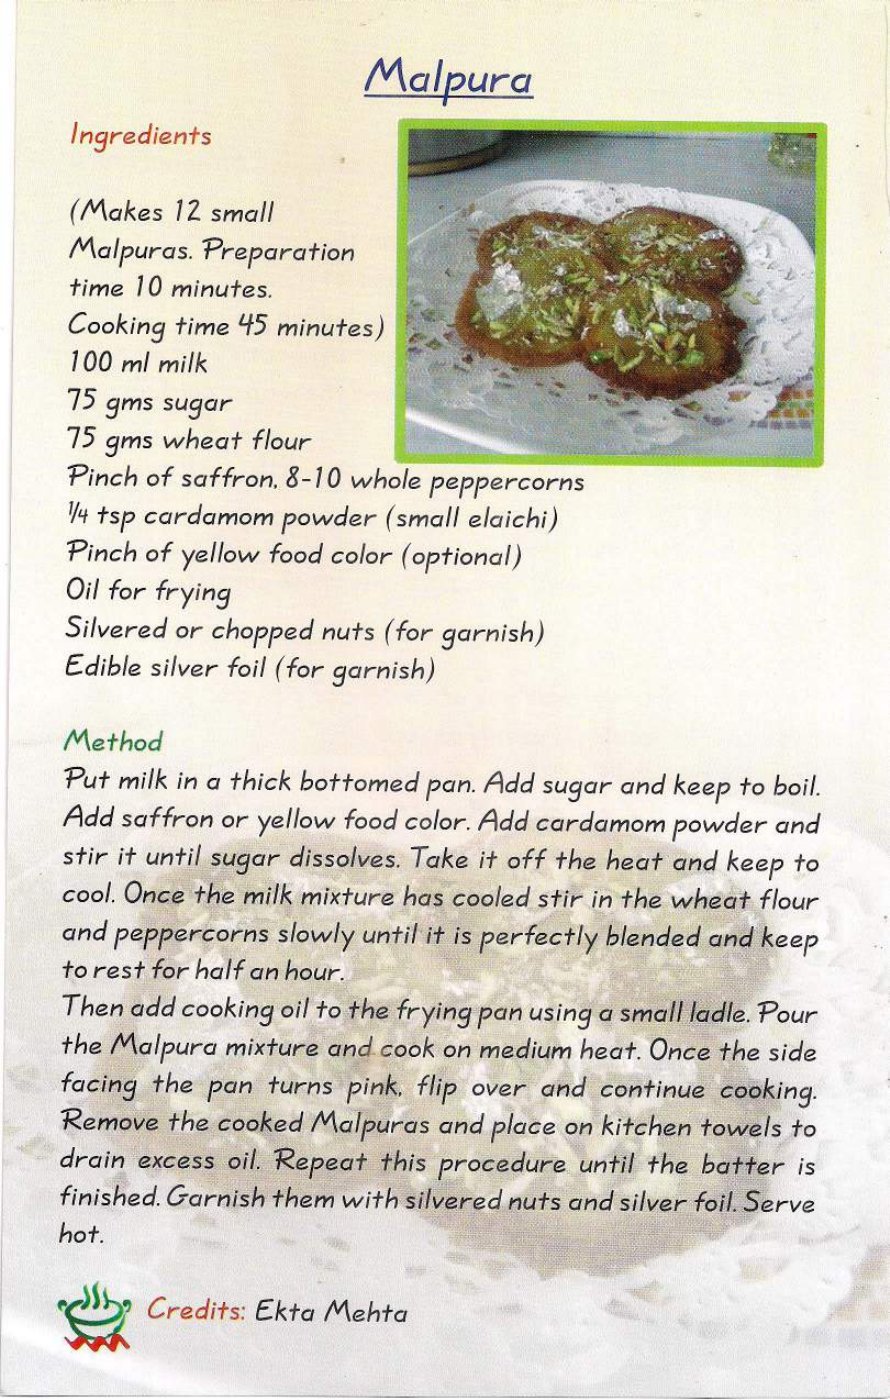 Malpura
Ingredients
(Makes 12 small
Malpuras. Preparation
time 10 minutes.
Cooking time 45 minutes)
100 ml milk
75 gms sugar
75 gms wheat flour
Pinch of saffron, 8-10 whole peppercorns
1/4 tsp cardamom powder (small elaichi)
Pinch of yellow food color (optional)
Oil for frying
Silvered or chopped nuts (for garnish)
Edible silver foil (for garnish)
Method
Put milk in a thick bottomed pan. Add sugar and keep to boil.
Add saffron or yellow food color. Add cardamom powder and
stir it until sugar dissolves. Take it off the heat and keep to
cool. Once the milk mixture has cooled stir in the wheat flour
and peppercorns slowly until it is perfectly blended and keep
to rest for half an hour.
Then add cooking oil to the frying pan using a small ladle. Pour
the Malpura mixture and cook on medium heat. Once the side
facing the pan turns pink, flip over and continue cooking.
Remove the cooked Malpuras and place on kitchen towels to
drain excess oil. Repeat this procedure until the batter is
finished. Garnish them with silvered nuts and silver foil. Serve
hot.
Credits: Ekta Mehta